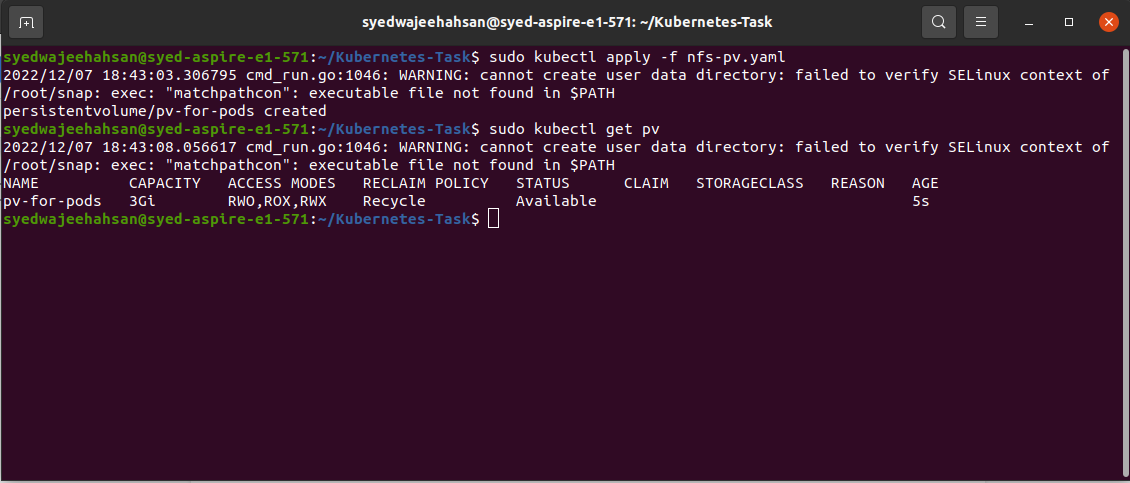 syedwajeehahsan@syed-aspire-e1-571: ~/Kubernetes-Task
syedwajeehahsan@syed-aspire-e1-571:~/Kubernetes-Task$ sudo kubectl apply -f nfs-pv.yaml
2022/12/07 18:43:03.306795 cmd_run.go:1046: WARNING: cannot create user data directory: failed to verify SELinux context of
/root/snap: exec: "matchpathcon": executable file not found in $PATH
persistentvolume/pv-for-pods created
syedwajeehahsan@syed-aspire-e1-571:~/Kubernetes-Task$ sudo kubectl get pv
2022/12/07 18:43:08.056617 cmd_run.go:1046: WARNING: cannot create user data directory: failed to verify SELinux context of
/root/snap: exec: "matchpathcon": executable file not found in $PATH
NAME          CAPACITY   ACCESS MODES   RECLAIM POLICY   STATUS      CLAIM   STORAGECLASS   REASON   AGE
pv-for-pods   3Gi        RWO,ROX,RWX    Recycle          Available                                   5s
syedwajeehahsan@syed-aspire-e1-571:~/Kubernetes-Task$